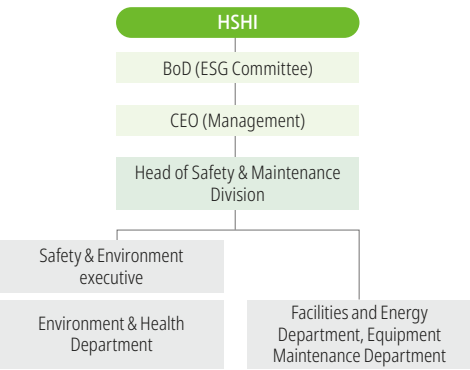 HSHI
BoD (ESG Committee)
CEO (Management)
Head of Safety & Maintenance
Division
Safety & Environment
executive
Environment & Health
Department
Facilities and Energy
Department, Equipment
Maintenance Department